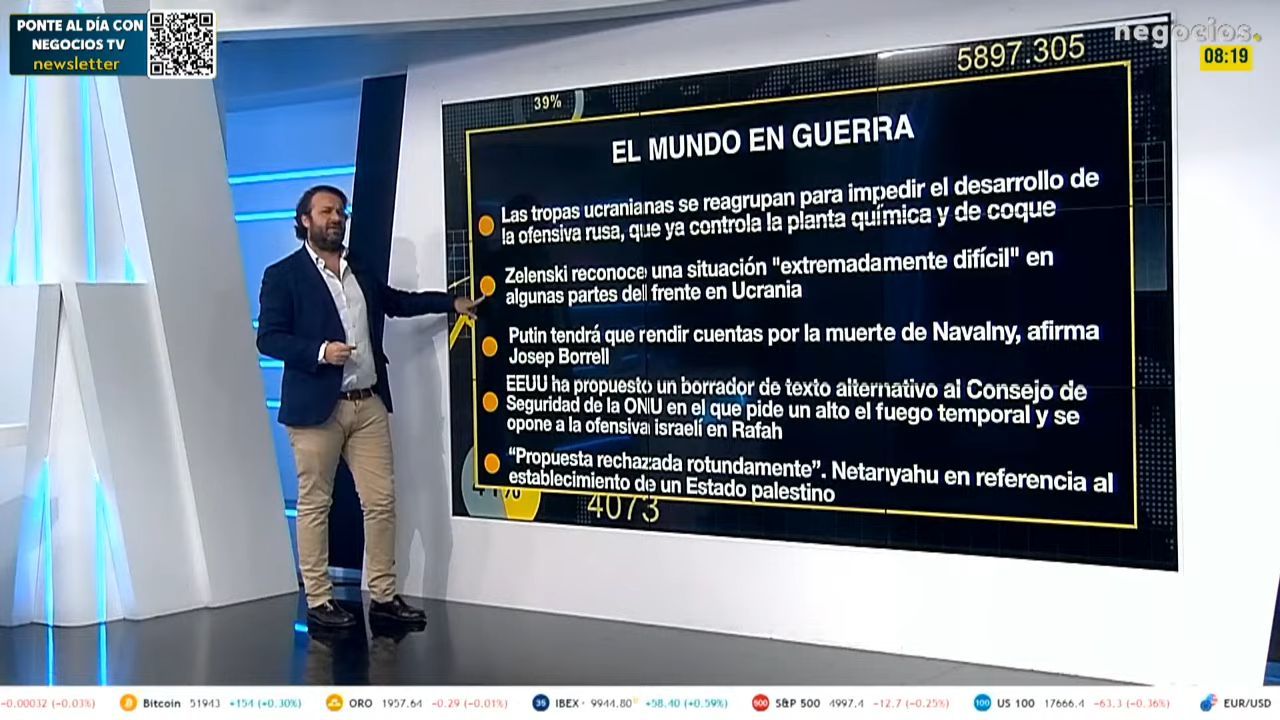 PONTE AL DÍA CON
NEGOCIOS TV
newsletter
negocios.
08:19
5897.305
39%
EL MUNDO EN GUERRA
Las tropas ucranianas se reagrupan para impedir el desarrollo de
la ofensiva rusa, que ya controla la planta química y de coque
Zelenski reconoce una situación "extremadamente difícil" en
algunas partes del frente en Ucrania
Putin tendrá que rendir cuentas por la muerte de Navalny, afirma
Josep Borrell
EEUU ha propuesto un borrador de texto alternativo al Consejo de
Seguridad de la ONU en el que pide un alto el fuego temporal y se
opone a la ofensiva israelí en Rafah
“Propuesta rechazada rotundamente”. Netanyahu en referencia al
establecimiento de un Estado palestino
4073
-0.00032 (-0.03%) Bitcoin 51943 +154 (+0.30%) ORO 1957.64 -0.29 (-0.01%) 35 IBEX 9944.80 +58.40 (+0.59%) 500 S&P 500 4997.4 -12.7 (-0.25%) 100 US 100 17666.4 -63.3 (-0.36%) EUR/USD